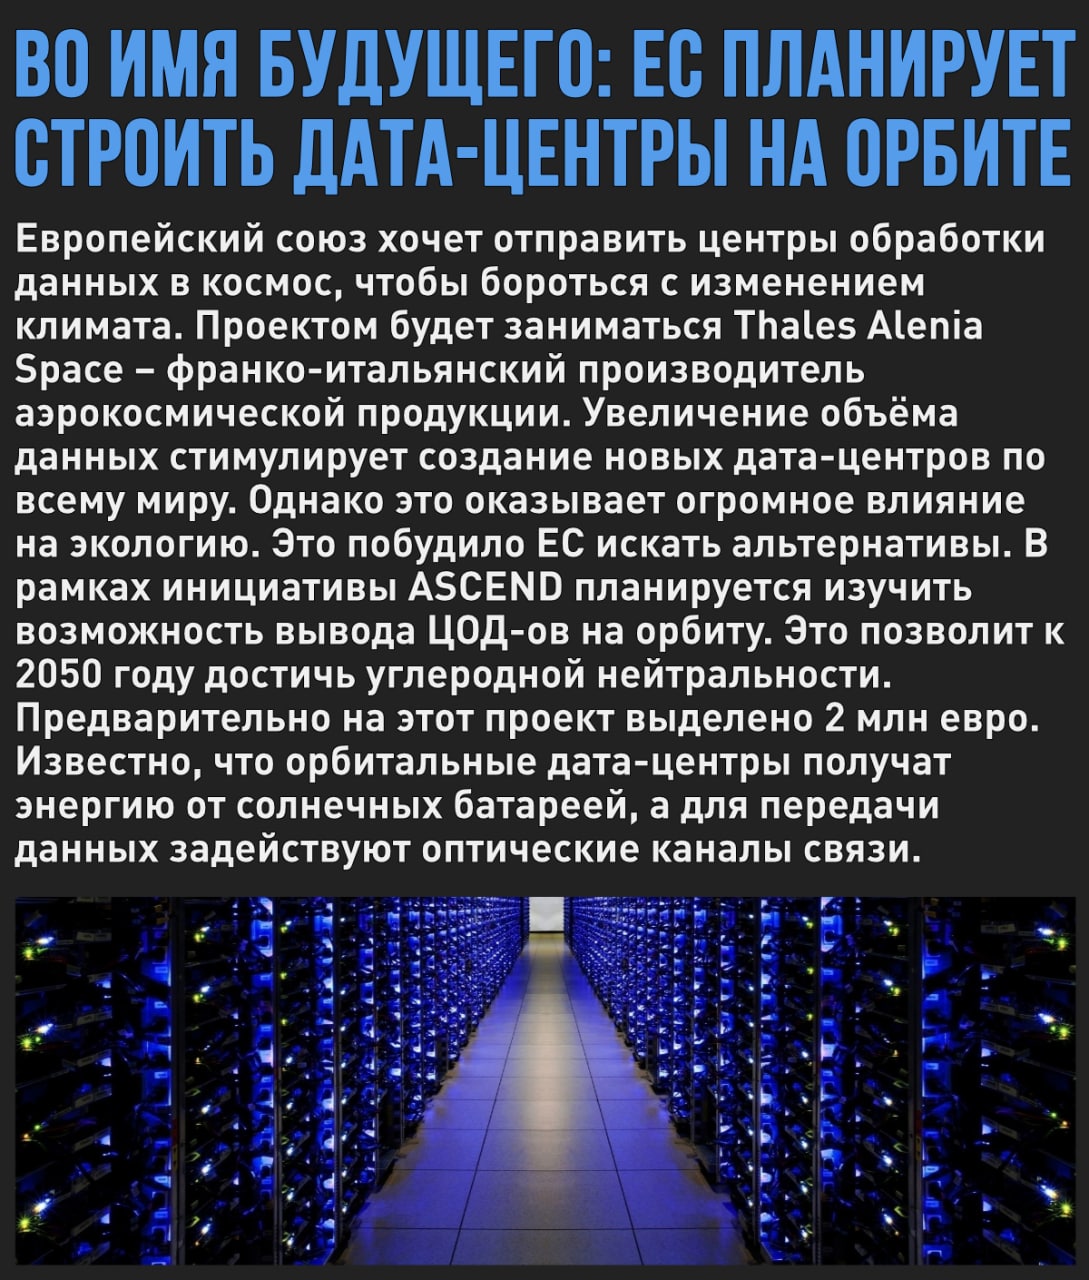 ВО ИМЯ БУДУЩЕГО: ЕС ПЛАНИРУЕТ
СТРОИТЬ ДАТА-ЦЕНТРЫ НА ОРБИТЕ
Европейский союз хочет отправить центры обработки
данных в космос, чтобы бороться с изменением
климата. Проектом будет заниматься Thales Alenia
Space – франко-итальянский производитель
аэрокосмической продукции. Увеличение объёма
данных стимулирует создание новых дата-центров по
всему миру. Однако это оказывает огромное влияние
на экологию. Это побудило ЕС искать альтернативы. В
рамках инициативы ASCEND планируется изучить
возможность вывода ЦОД-ов на орбиту. Это позволит к
2050 году достичь углеродной нейтральности.
Предварительно на этот проект выделено 2 млн евро.
Известно, что орбитальные дата-центры получат
энергию от солнечных батареей, а для передачи
данных задействуют оптические каналы связи.